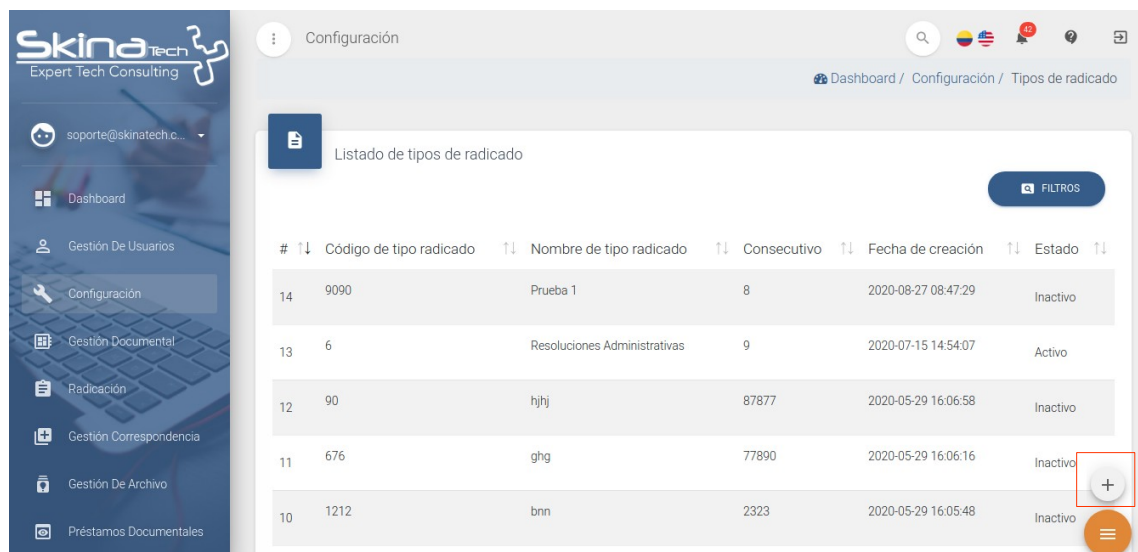 Skina Tech
Expert Tech Consulting
soporte@skinatech.c...
Dashboard
Gestión De Usuarios
Configuración
Gestión Documental
Radicación
Gestión Correspondencia
Gestión De Archivo
Préstamos Documentales
Configuración
42
Dashboard / Configuración / Tipos de radicado
Listado de tipos de radicado
FILTROS
# Código de tipo radicado Nombre de tipo radicado Consecutivo Fecha de creación Estado
14 9090 Prueba 1 8 2020-08-27 08:47:29 Inactivo
13 6 Resoluciones Administrativas 9 2020-07-15 14:54:07 Activo
12 90 hjhj 87877 2020-05-29 16:06:58 Inactivo
11 676 ghg 77890 2020-05-29 16:06:16 Inactivo
10 1212 bnn 2323 2020-05-29 16:05:48 Inactivo